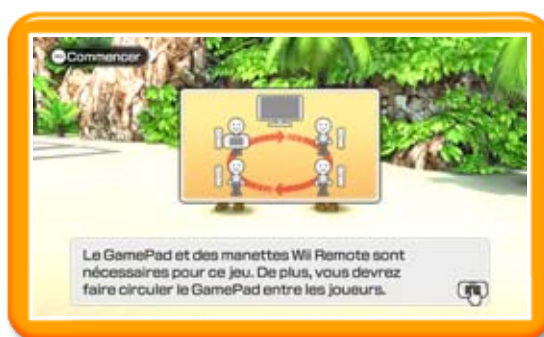 Commencer
Le GamePad et des manettes Wii Remote sont
nécessaires pour ce jeu. De plus, vous devrez
faire circuler le GamePad entre les joueurs.